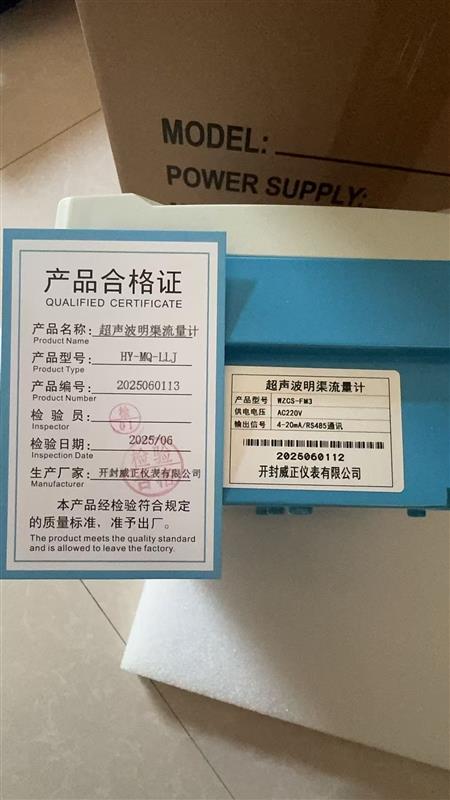 MODEL:
POWER SUPPLY:
产品合格证
QUALIFIED CERTIFICATE
产品名称: 超声波明渠流量计
Product Name
产品型号: HY-MQ-LLJ
Product Type
产品编号: 2025060113
Product Number
检 验 员: 检01
Inspector
检验日期: 2025/06
Inspection Date
生产厂家: 开封威正仪表有限公司
Manufacturer
检验合格
本产品经检验符合规定
的质量标准，准予出厂。
The product meets the quality standard
and is allowed to leave the factory.
超声波明渠流量计
产品型号 WZCS-FM3
供电电压 AC220V
输出信号 4-20mA/RS485通讯
2025060112
开封威正仪表有限公司